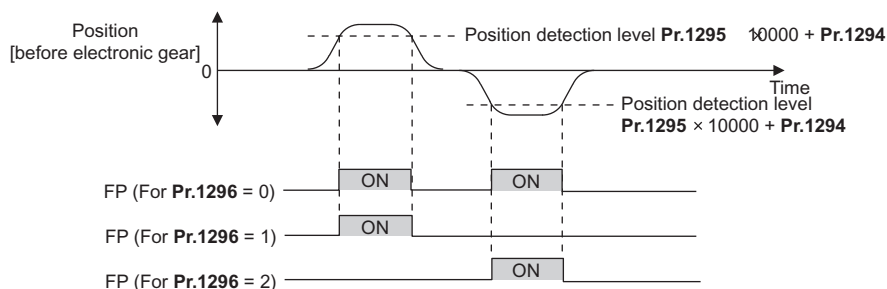 Position
[before electronic gear]
Position detection level Pr.1295 ×10000 + Pr.1294
0
Time
Position detection level
Pr.1295 × 10000 + Pr.1294
FP (For Pr.1296 = 0)
ON
ON
FP (For Pr.1296 = 1)
ON
FP (For Pr.1296 = 2)
ON